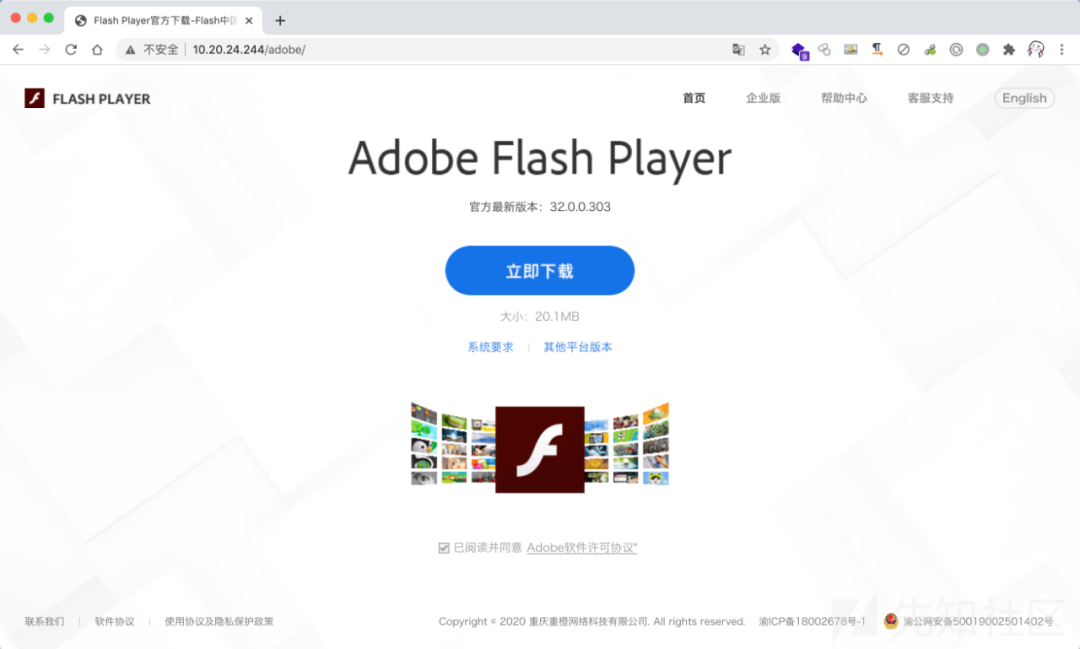 Flash Player官方下载-Flash中国
不安全 10.20.24.244/adobe/
FLASH PLAYER
首页 企业版 帮助中心 客服支持 English
Adobe Flash Player
官方最新版本：32.0.0.303
立即下载
大小：20.1MB
系统要求 其他平台版本
已阅读并同意 Adobe软件许可协议*
联系我们 软件协议 使用协议及隐私保护政策 Copyright © 2020 重庆重橙网络科技有限公司. All rights reserved. 渝ICP备18002678号-1 渝公网安备50019002501402号
先知社区